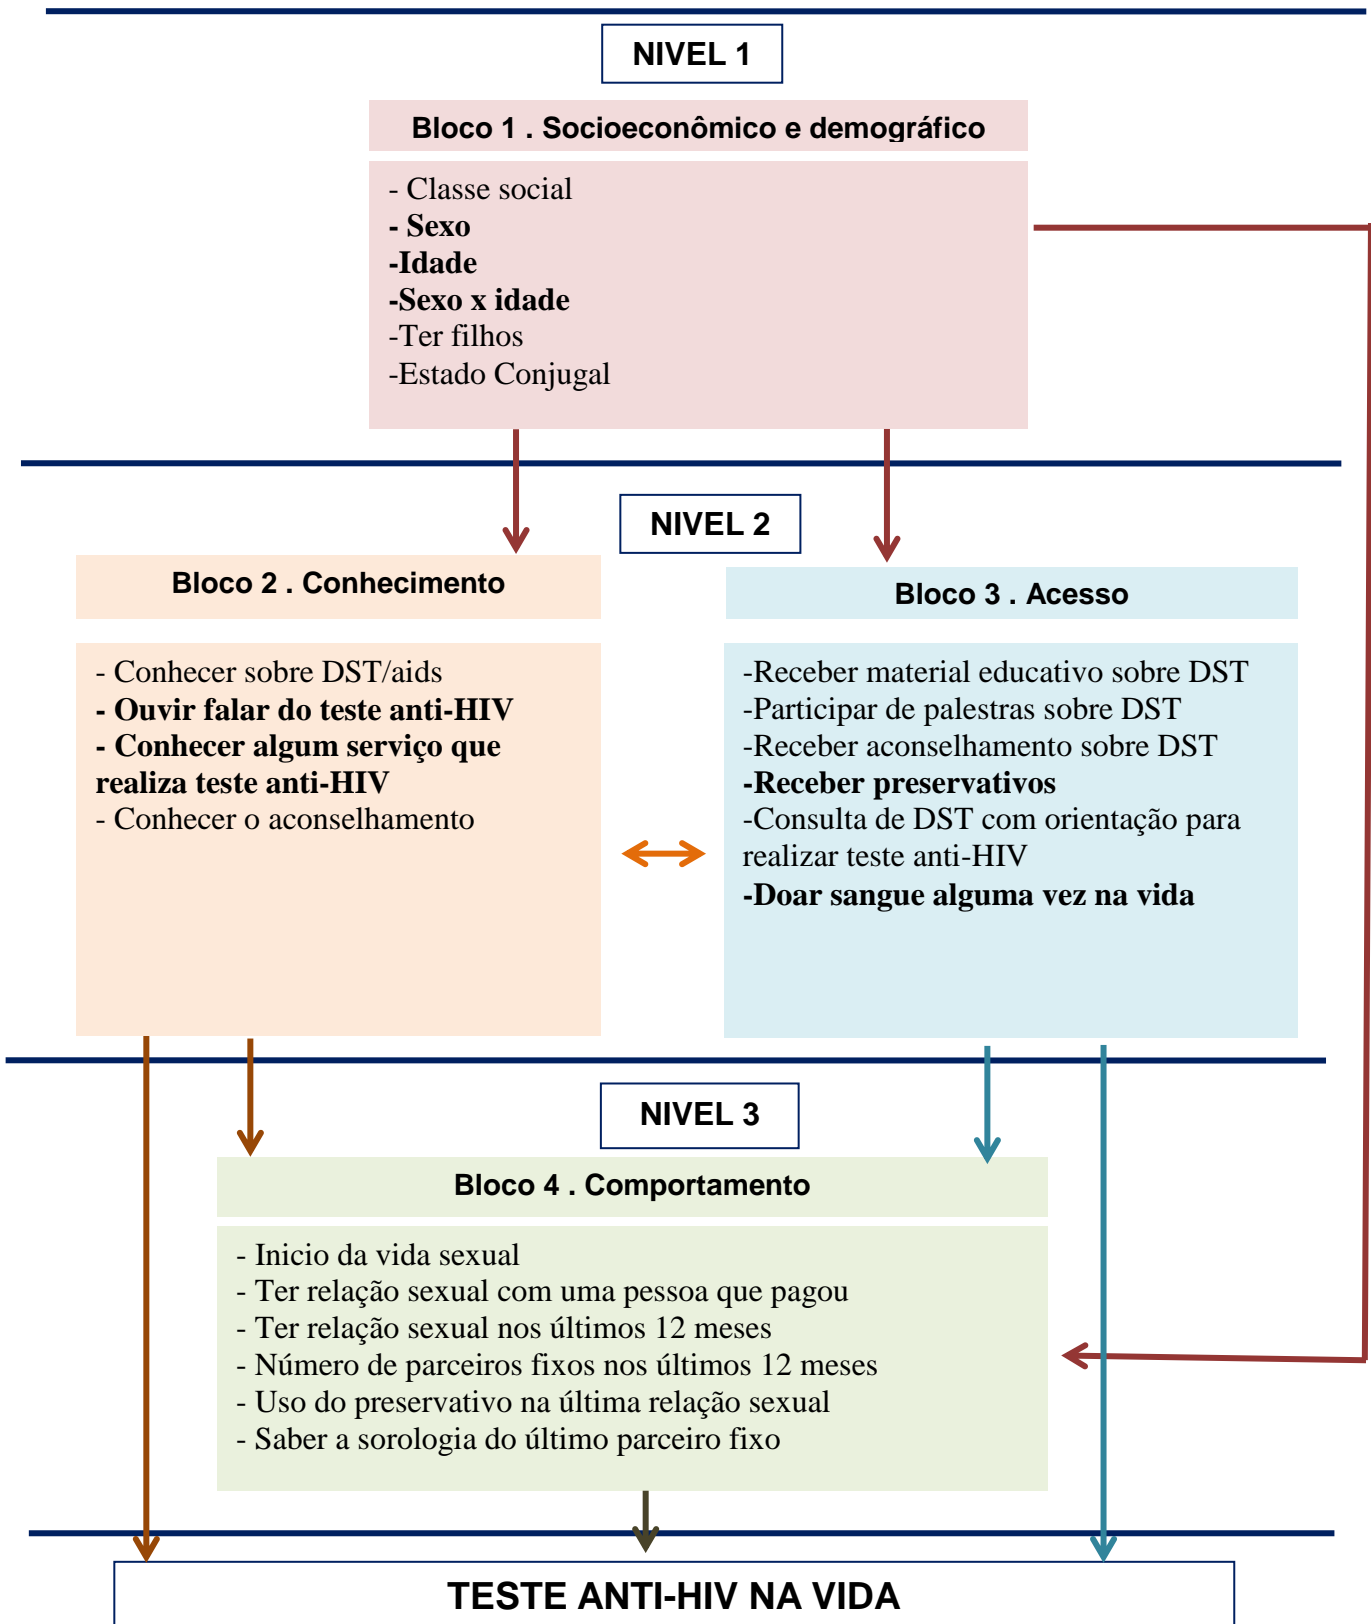 NIVEL 1
Bloco 1 . Socioeconômico e demográfico
- Classe social
- Sexo
-Idade
-Sexo x idade
-Ter filhos
-Estado Conjugal
NIVEL 2
Bloco 2 . Conhecimento
- Conhecer sobre DST/aids
- Ouvir falar do teste anti-HIV
- Conhecer algum serviço que
realiza teste anti-HIV
- Conhecer o aconselhamento
Bloco 3 . Acesso
-Receber material educativo sobre DST
-Participar de palestras sobre DST
-Receber aconselhamento sobre DST
-Receber preservativos
-Consulta de DST com orientação para
realizar teste anti-HIV
-Doar sangue alguma vez na vida
NIVEL 3
Bloco 4 . Comportamento
- Inicio da vida sexual
- Ter relação sexual com uma pessoa que pagou
- Ter relação sexual nos últimos 12 meses
- Número de parceiros fixos nos últimos 12 meses
- Uso do preservativo na última relação sexual
- Saber a sorologia do último parceiro fixo
TESTE ANTI-HIV NA VIDA